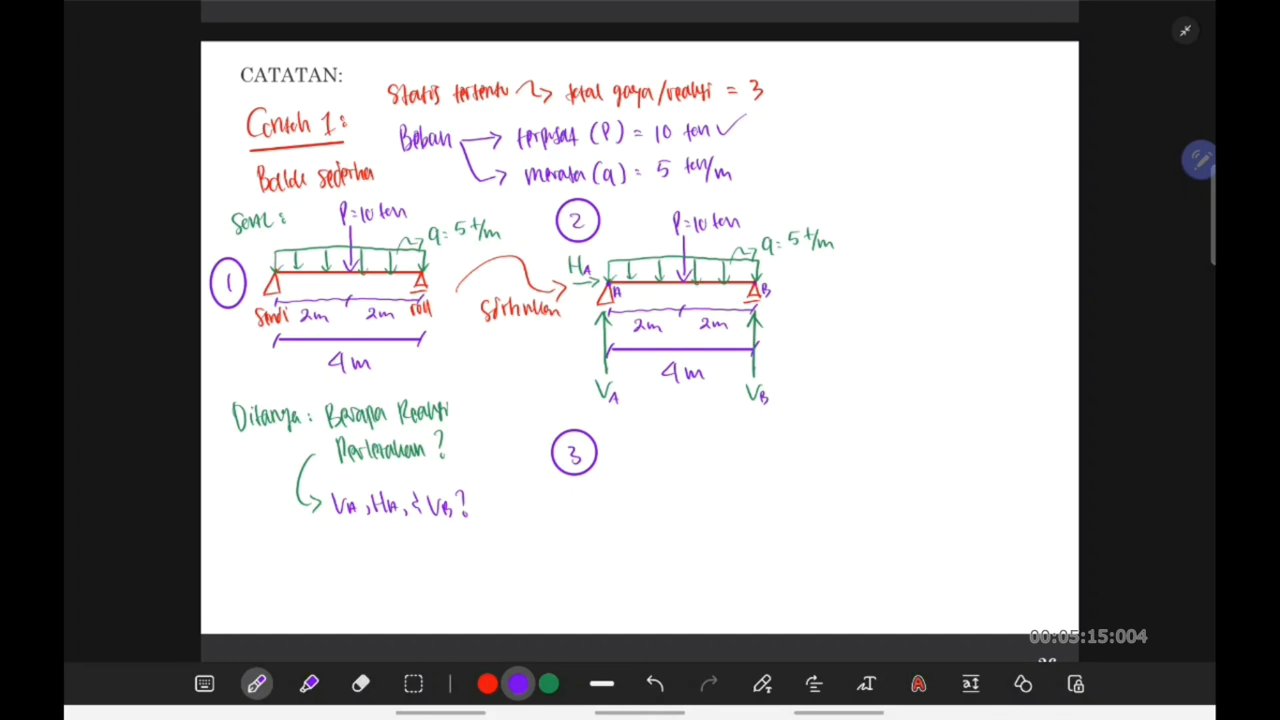 CATATAN:
Statis tertentu → total gaya/reaksi = 3
Contoh 1:
Beban → terpusat (P) = 10 ton ✓
→ merata (q) = 5 ton/m
Balok sederhana
Soal:
P=10 ton
q=5 t/m
1
Sendi
2m
2m
roll
4m
Sirhukan
2
P=10 ton
q=5 t/m
HA
A
B
2m
2m
4m
VA
VB
Ditanya: Berapa Reaksi
Perletakan?
→ VA, HA, & VB?
3
00:05:15:004